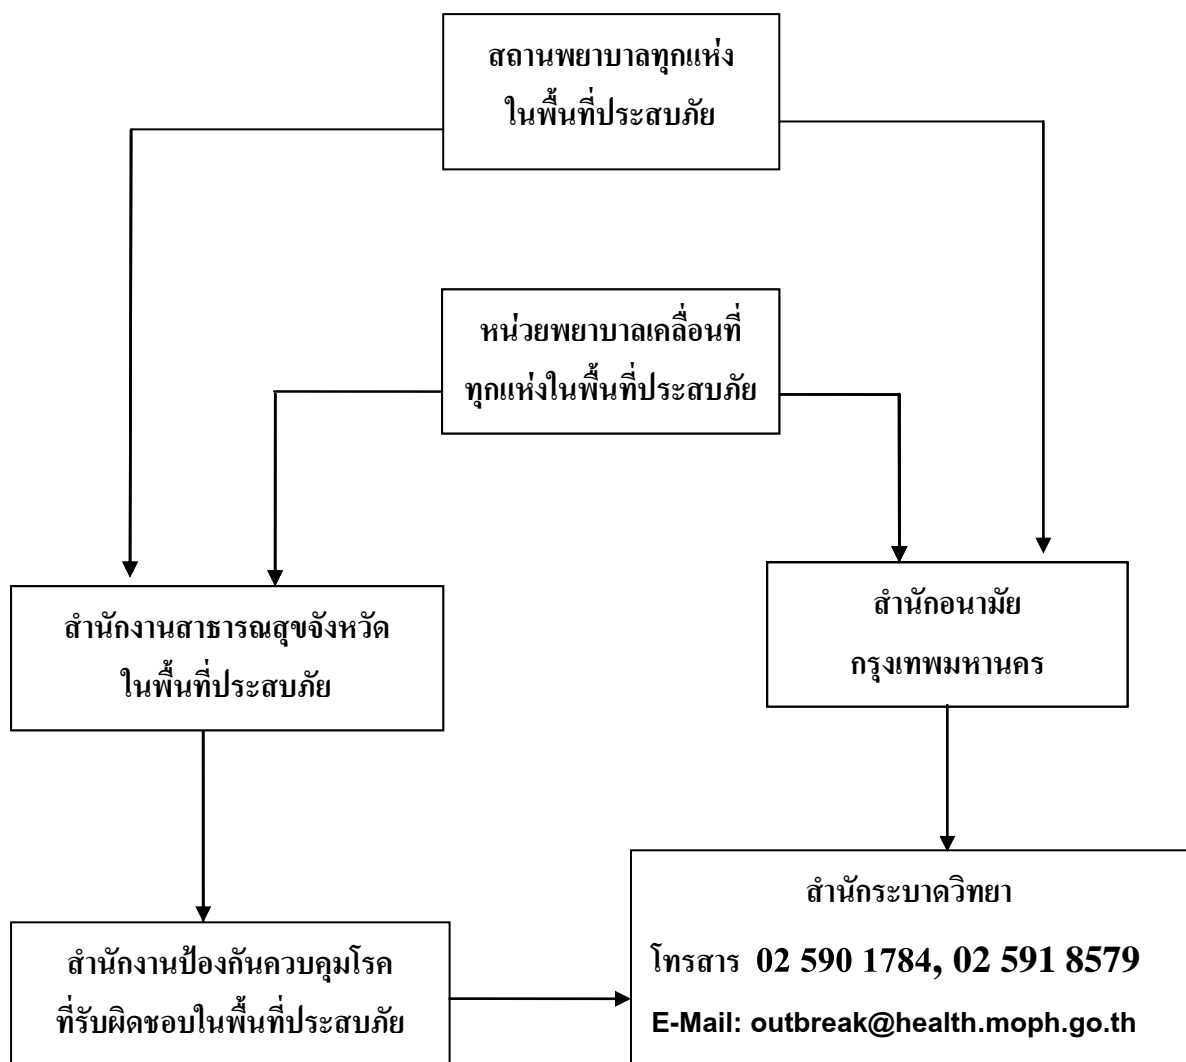 สถานพยาบาลทุกแห่ง
ในพื้นที่ประสบภัย
หน่วยพยาบาลเคลื่อนที่
ทุกแห่งในพื้นที่ประสบภัย
สำนักงานสาธารณสุขจังหวัด
ในพื้นที่ประสบภัย
สำนักอนามัย
กรุงเทพมหานคร
สำนักงานป้องกันควบคุมโรค
ที่รับผิดชอบในพื้นที่ประสบภัย
สำนักระบาดวิทยา
โทรสาร 02 590 1784, 02 591 8579
E-Mail: outbreak@health.moph.go.th